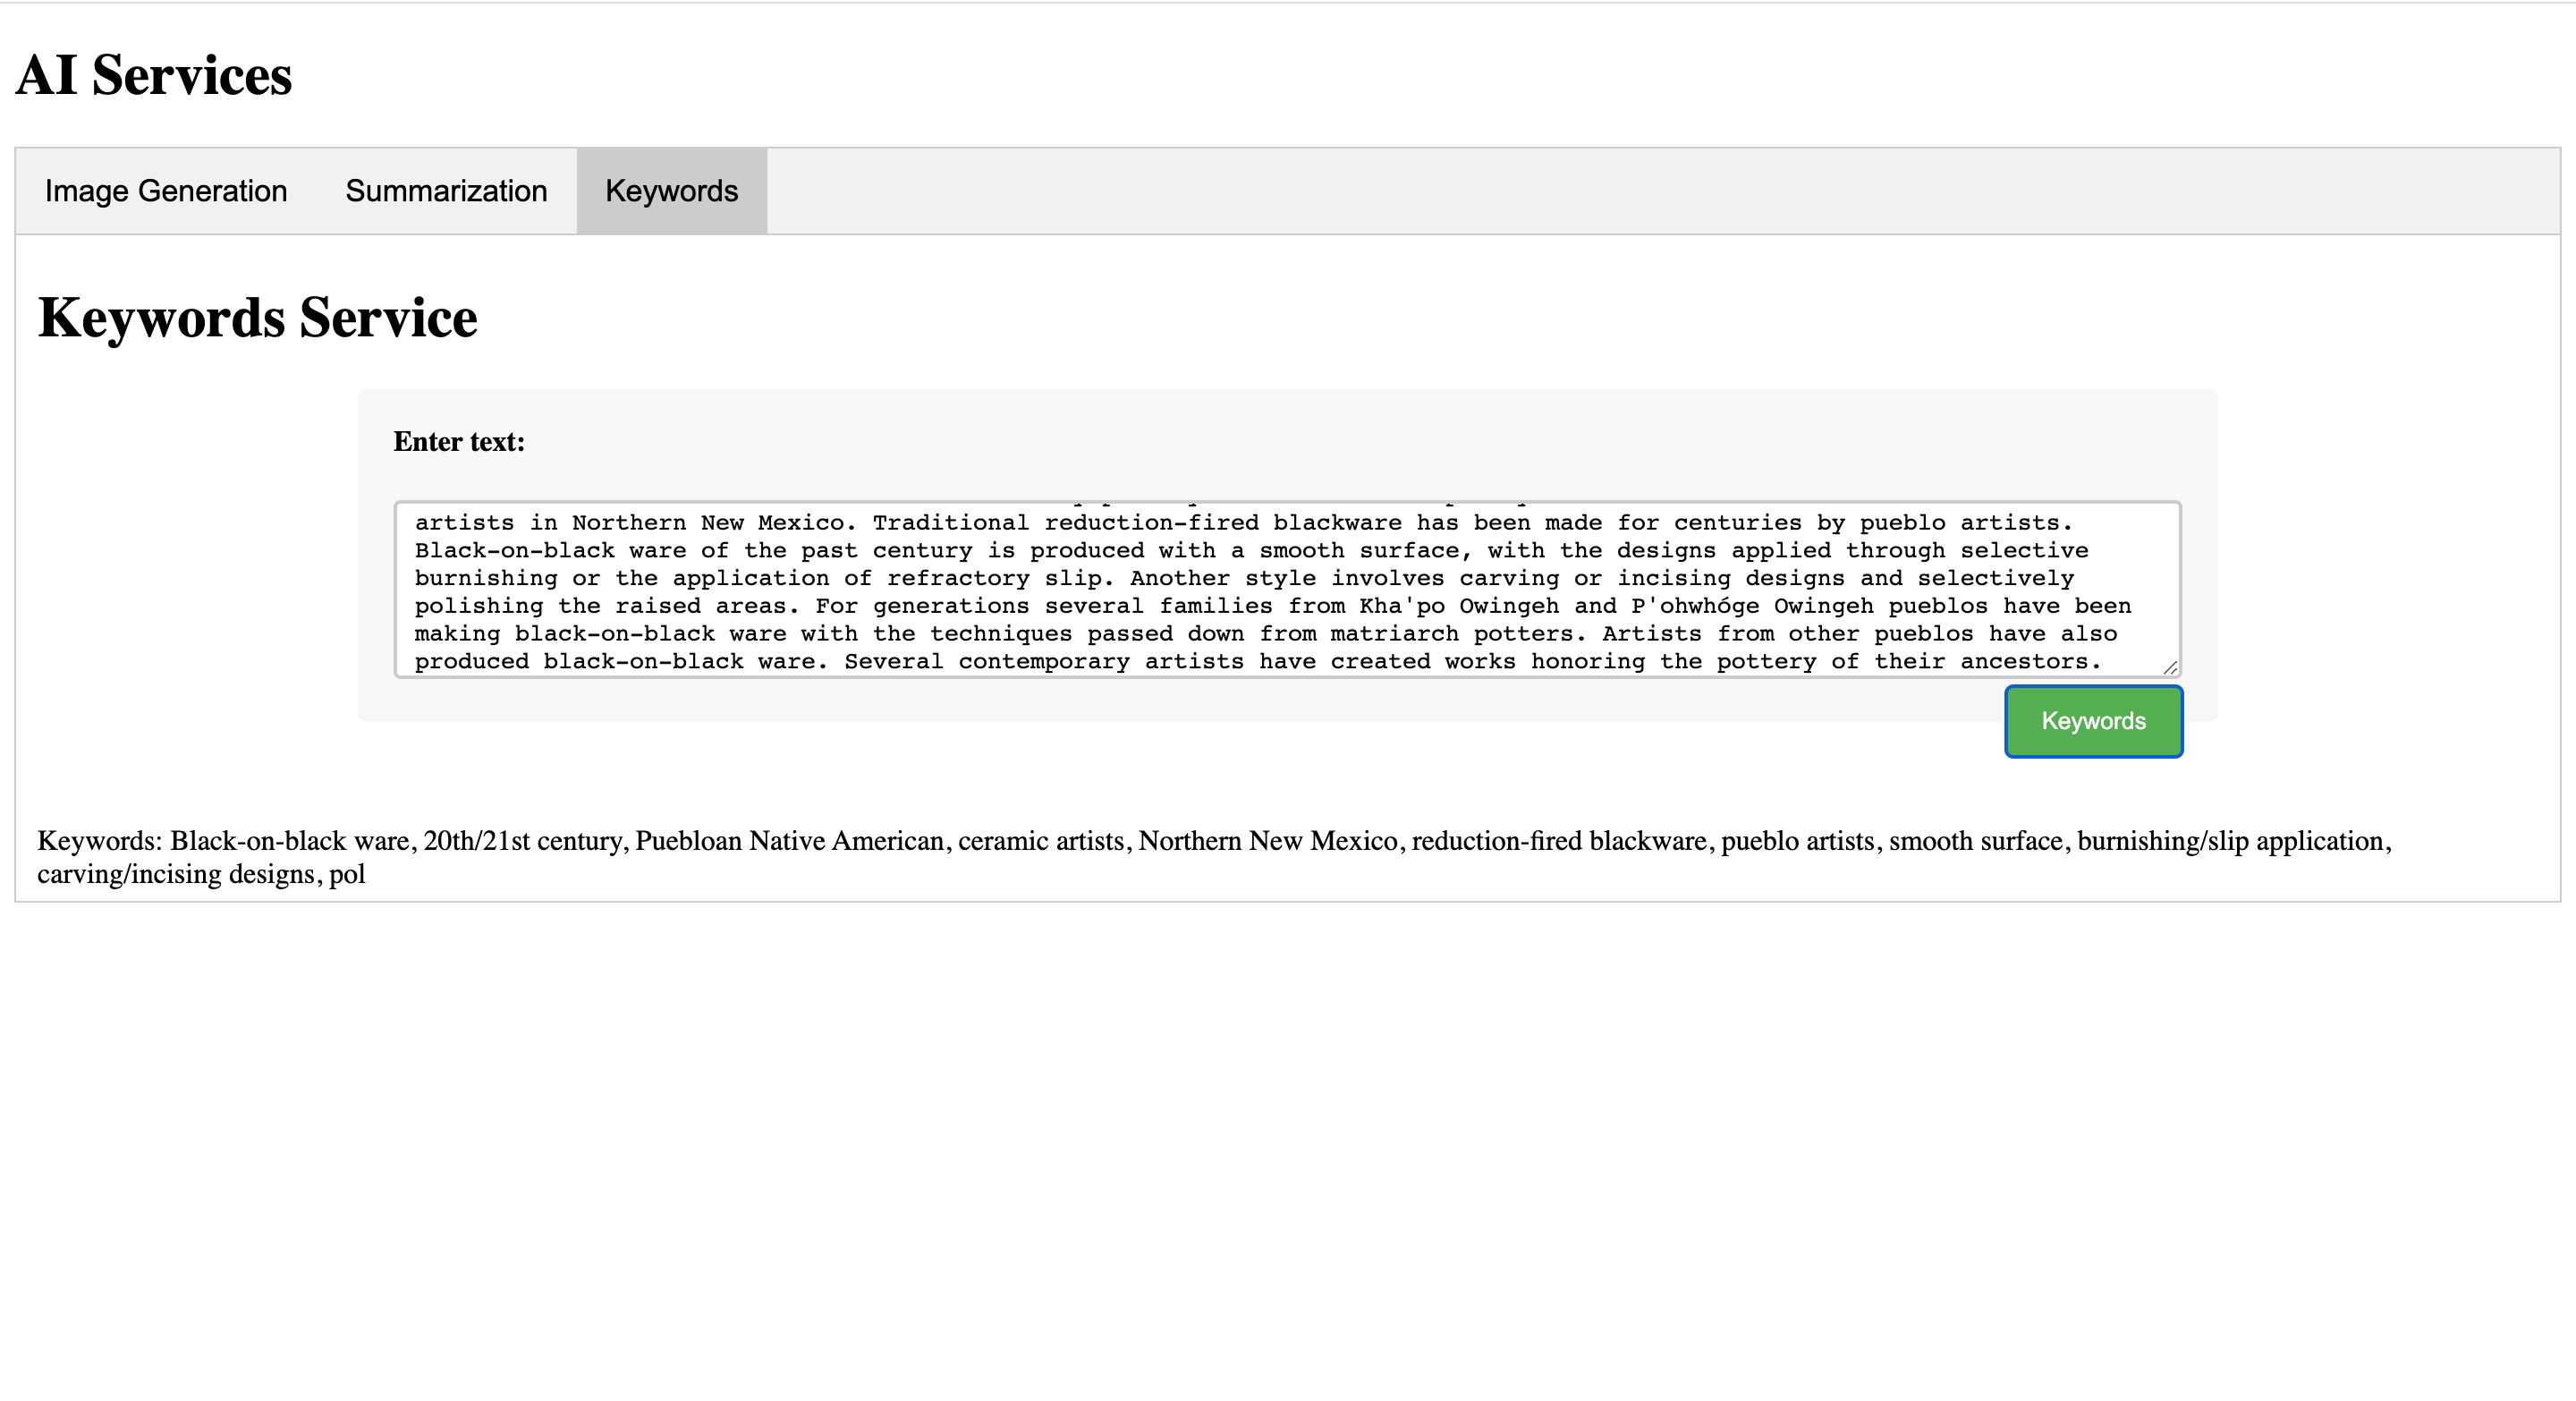 AI Services
Image Generation Summarization Keywords
Keywords Service
Enter text:
artists in Northern New Mexico. Traditional reduction-fired blackware has been made for centuries by pueblo artists.
Black-on-black ware of the past century is produced with a smooth surface, with the designs applied through selective
burnishing or the application of refractory slip. Another style involves carving or incising designs and selectively
polishing the raised areas. For generations several families from Kha'po Owingeh and P'ohwhóge Owingeh pueblos have been
making black-on-black ware with the techniques passed down from matriarch potters. Artists from other pueblos have also
produced black-on-black ware. Several contemporary artists have created works honoring the pottery of their ancestors.
Keywords
Keywords: Black-on-black ware, 20th/21st century, Puebloan Native American, ceramic artists, Northern New Mexico, reduction-fired blackware, pueblo artists, smooth surface, burnishing/slip application,
carving/incising designs, pol